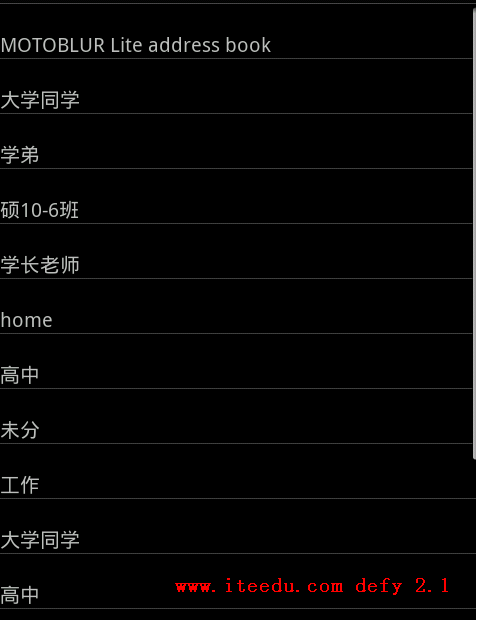 MOTOBLUR Lite address book
大学同学
学弟
硕10-6班
学长老师
home
高中
未分
工作
大学同学
高中
www.iteedu.com defy 2.1